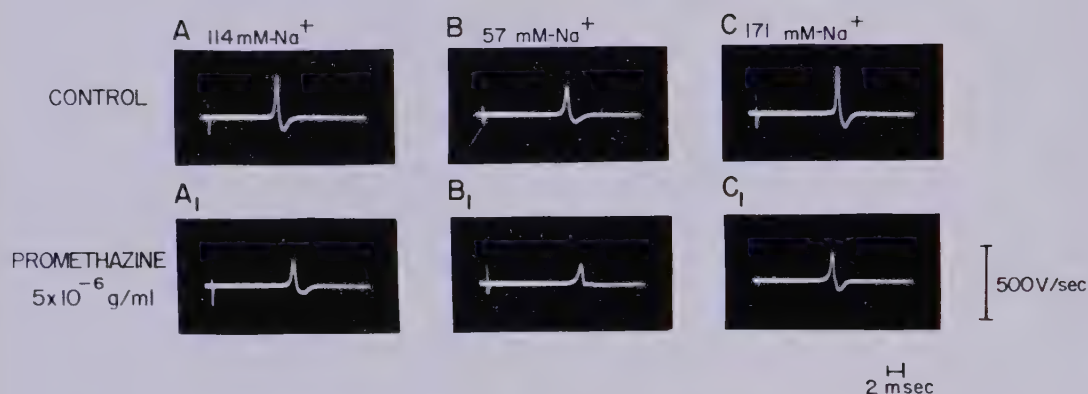 A 114 mM-Na+
B 57 mM-Na+
C 171 mM-Na+
CONTROL
A1
B1
C1
PROMETHAZINE
5x10-6 g/ml
500 V/sec
2 msec